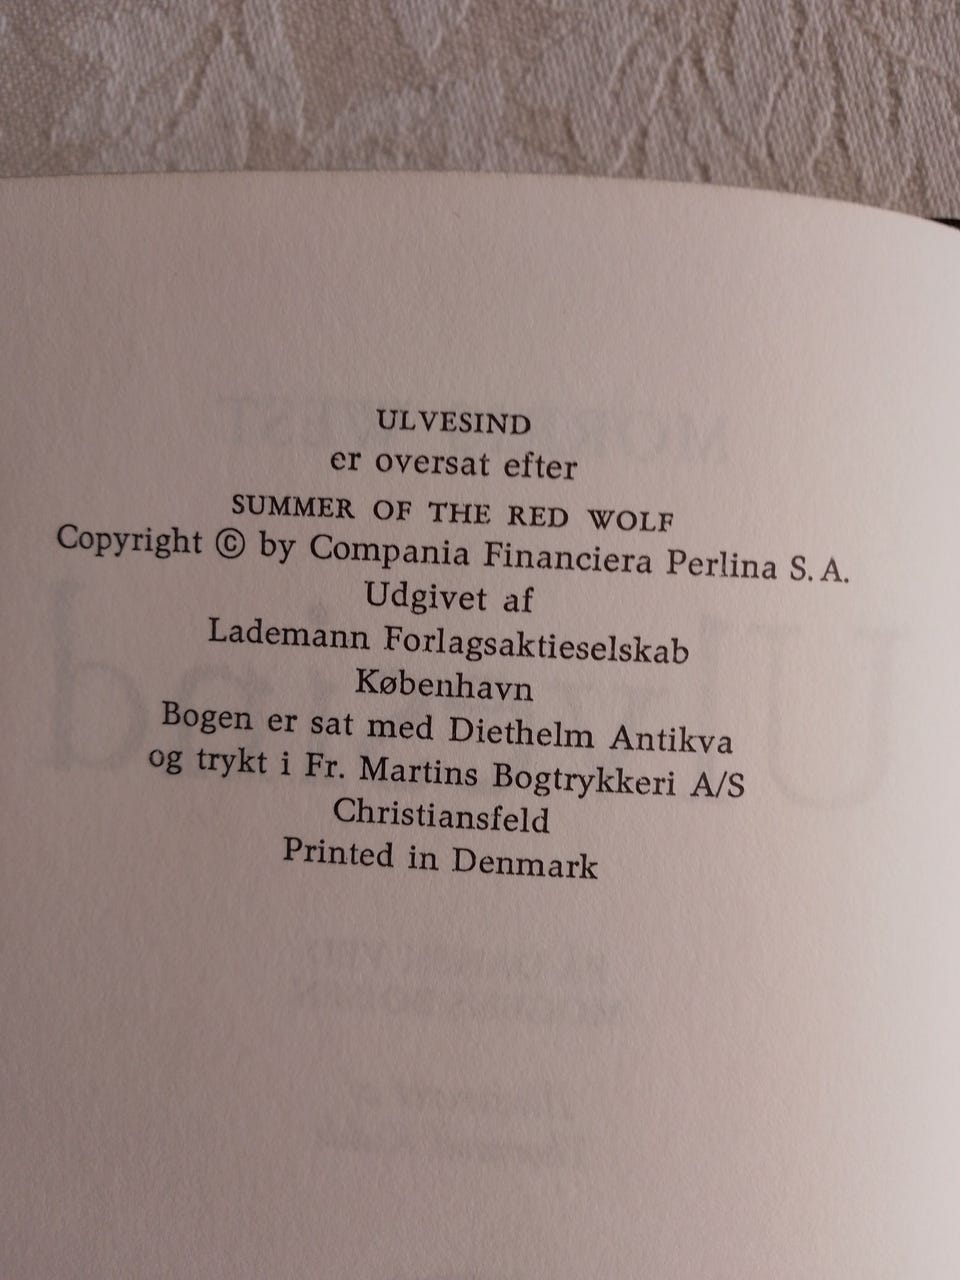 ULVESIND
er oversat efter
SUMMER OF THE RED WOLF
Copyright © by Compania Financiera Perlina S. A.
Udgivet af
Lademann Forlagsaktieselskab
København
Bogen er sat med Diethelm Antikva
og trykt i Fr. Martins Bogtrykkeri A/S
Christiansfeld
Printed in Denmark